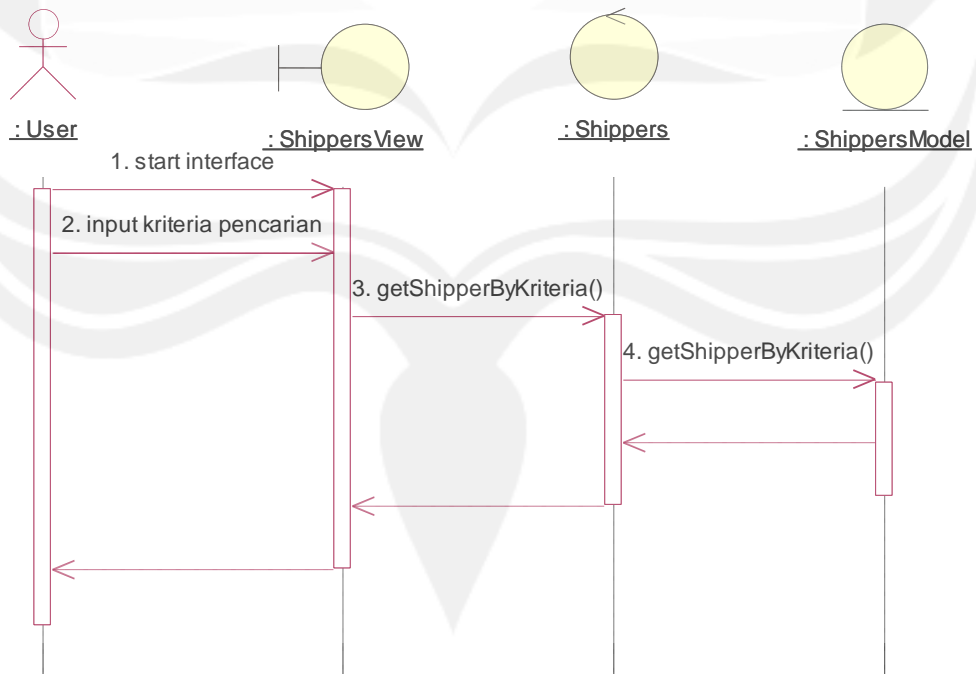 : User
: ShippersView
: Shippers
: ShippersModel
1. start interface
2. input kriteria pencarian
3. getShipperByKriteria()
4. getShipperByKriteria()